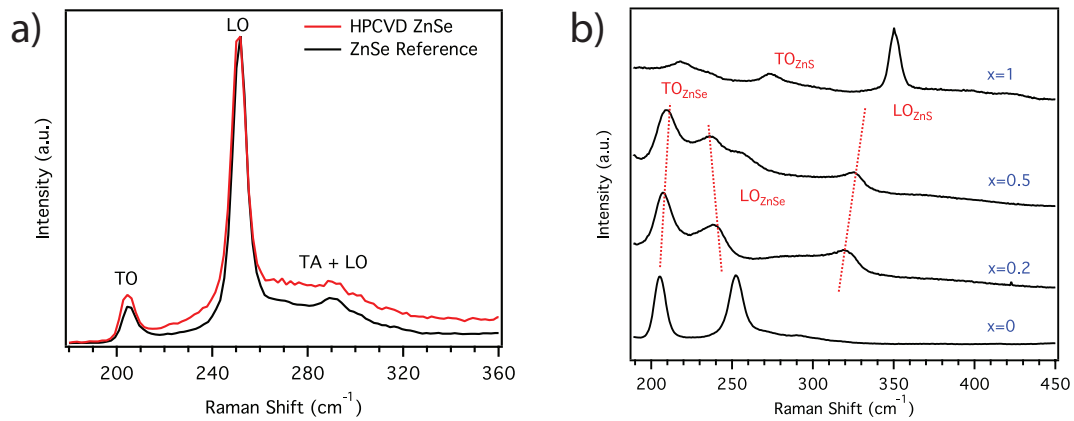 a)
LO
HPCVD ZnSe
ZnSe Reference
TO
TA + LO
Intensity (a.u.)
200
240
280
320
360
Raman Shift (cm⁻¹)
b)
TO_ZnS
x=1
TO_ZnSe
LO_ZnS
x=0.5
LO_ZnSe
x=0.2
x=0
Intensity (a.u.)
200
250
300
350
400
450
Raman Shift (cm⁻¹)